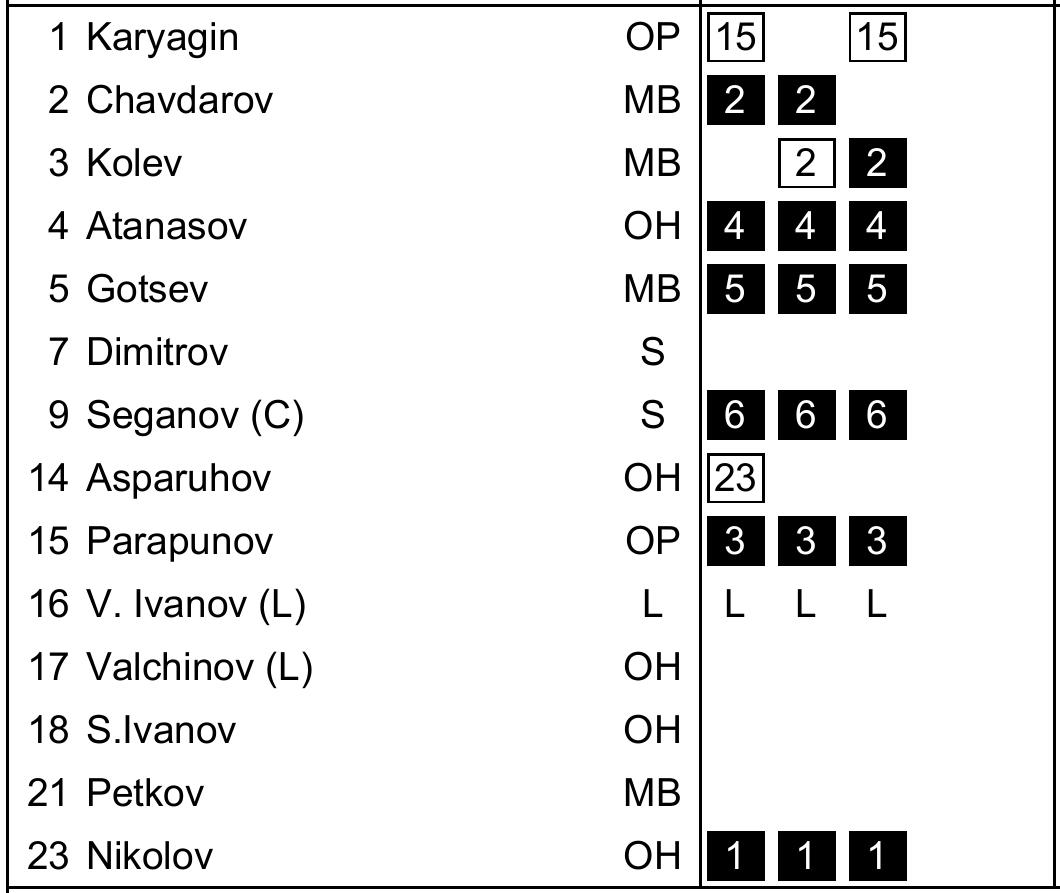 1 Karyagin OP 15 15
2 Chavdarov MB 2 2
3 Kolev MB 2 2
4 Atanasov OH 4 4 4
5 Gotsev MB 5 5 5
7 Dimitrov S
9 Seganov (C) S 6 6 6
14 Asparuhov OH 23
15 Parapunov OP 3 3 3
16 V. Ivanov (L) L L L L
17 Valchinov (L) OH
18 S.Ivanov OH
21 Petkov MB
23 Nikolov OH 1 1 1